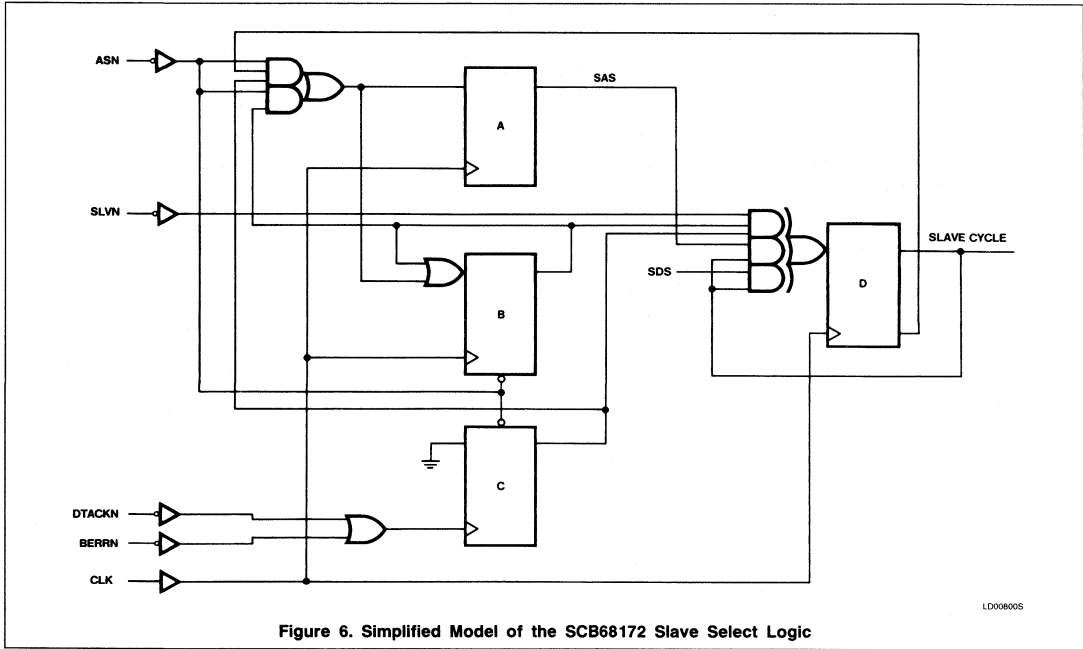 ASN
A
SAS
SLVN
SLAVE CYCLE
SDS
B
D
C
DTACKN
BERRN
CLK
LD00800S
Figure 6. Simplified Model of the SCB68172 Slave Select Logic